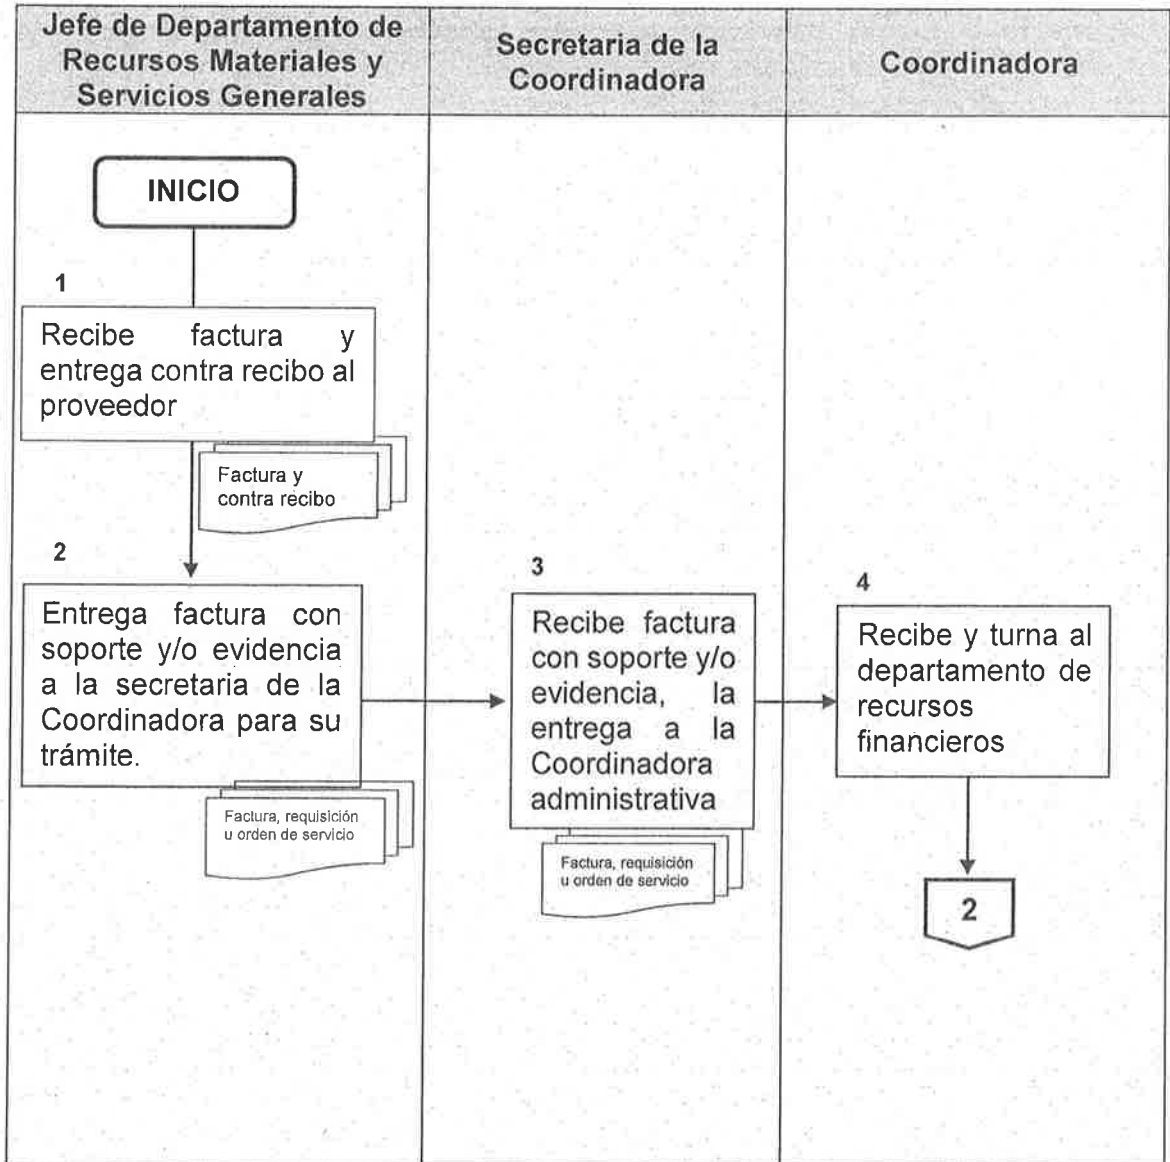 Jefe de Departamento de
Recursos Materiales y
Servicios Generales
Secretaria de la
Coordinadora
Coordinadora
INICIO
1
Recibe factura y
entrega contra recibo al
proveedor
Factura y
contra recibo
2
Entrega factura con
soporte y/o evidencia
a la secretaria de la
Coordinadora para su
trámite.
Factura, requisición
u orden de servicio
3
Recibe factura
con soporte y/o
evidencia, la
entrega a la
Coordinadora
administrativa
Factura, requisición
u orden de servicio
4
Recibe y turna al
departamento de
recursos
financieros
2